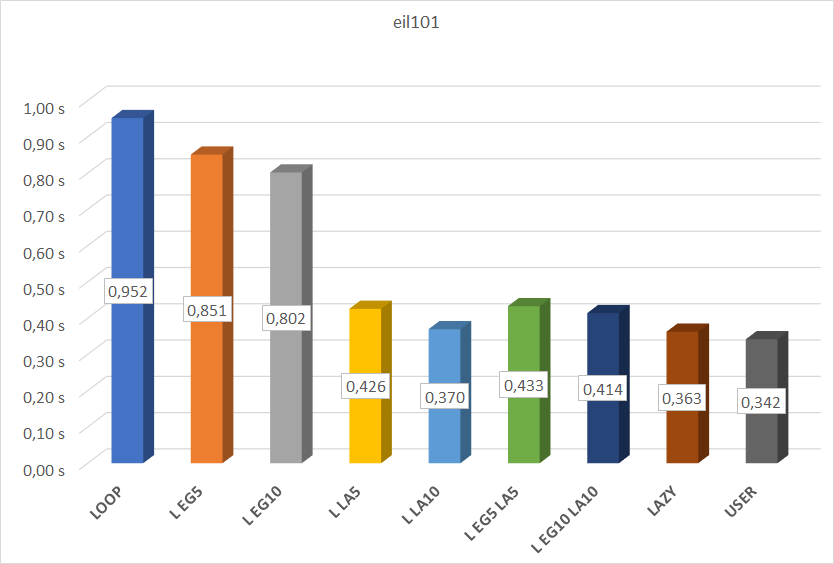 eil101
1,00 s
0,90 s
0,80 s
0,70 s
0,60 s
0,50 s
0,40 s
0,30 s
0,20 s
0,10 s
0,00 s
0,952
0,851
0,802
0,426
0,370
0,433
0,414
0,363
0,342
LOOP
L EG5
L EG10
L LA5
L LA10
L EG5 LA5
L EG10 LA10
LAZY
USER